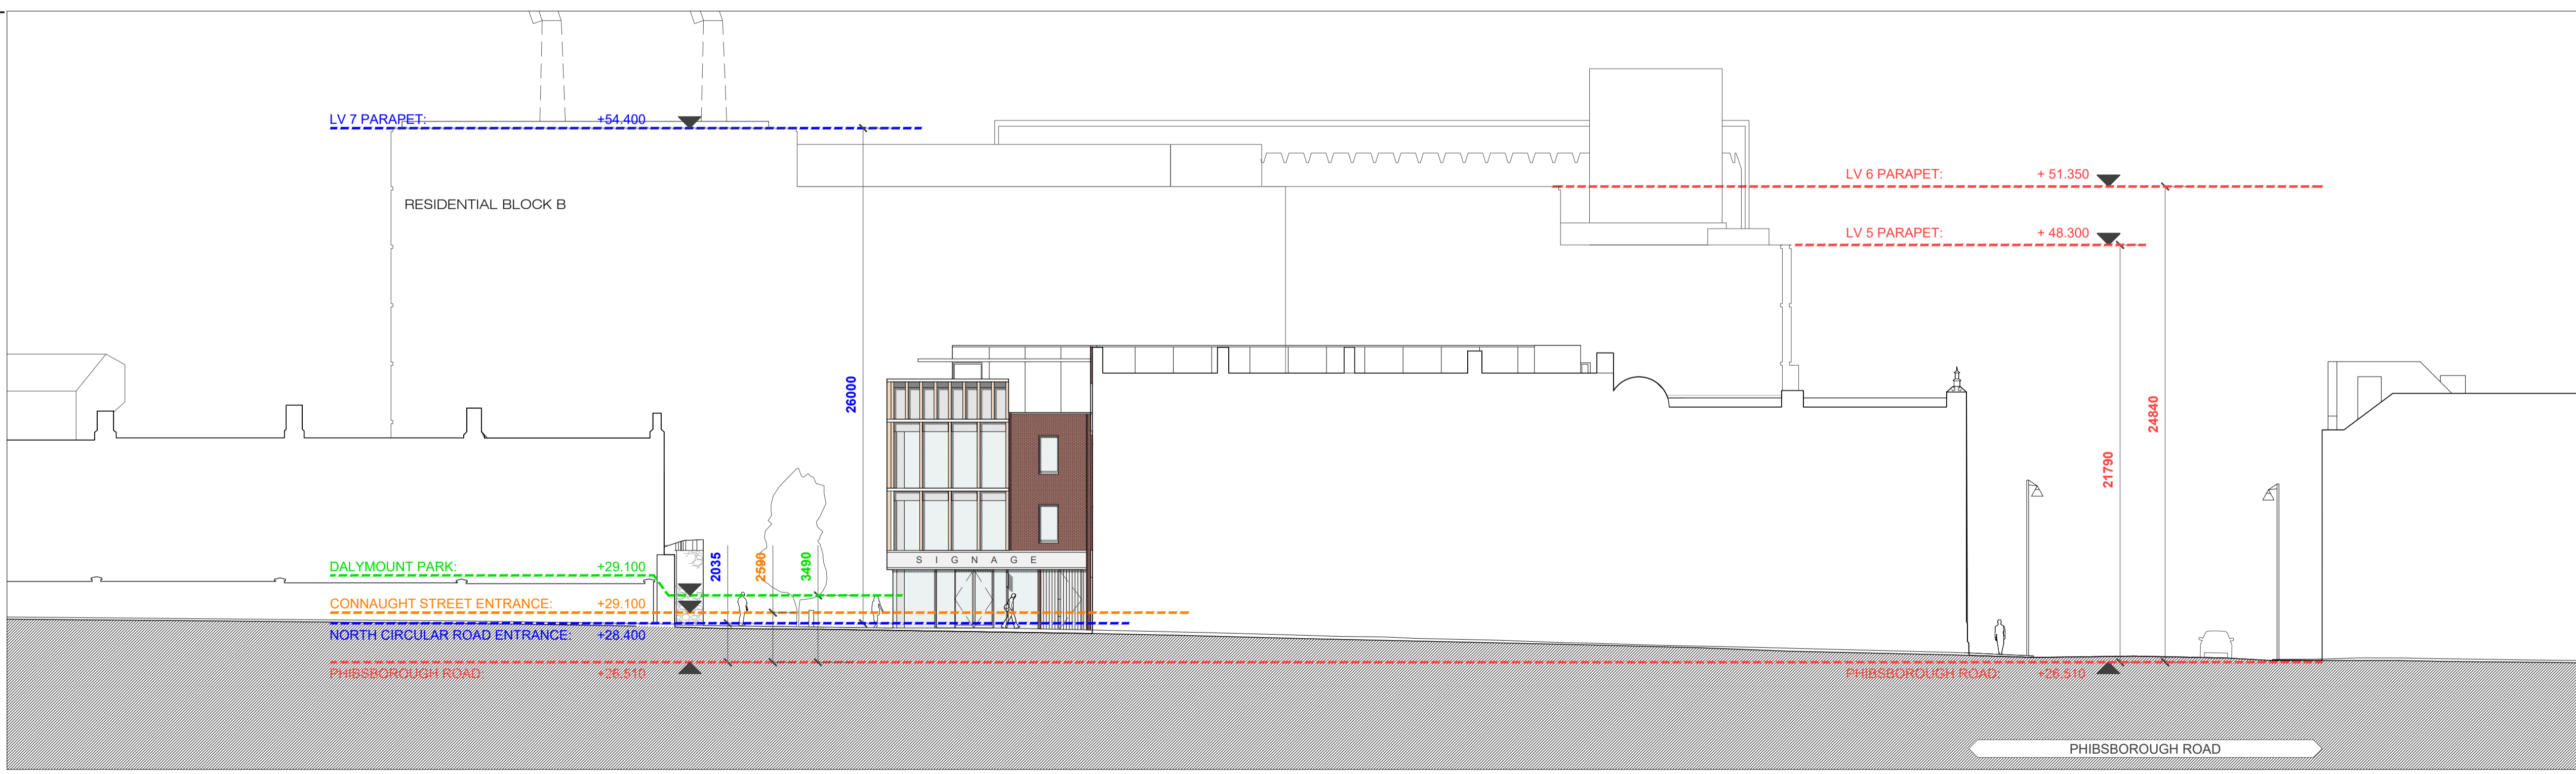 LV 7 PARAPET: +54.400
RESIDENTIAL BLOCK B
LV 6 PARAPET: + 51.350
LV 5 PARAPET: + 48.300
26000
24840
21790
2035
2590
3490
S I G N A G E
DALYMOUNT PARK: +29.100
CONNAUGHT STREET ENTRANCE: +29.100
NORTH CIRCULAR ROAD ENTRANCE: +28.400
PHIBSBOROUGH ROAD: +26.510
PHIBSBOROUGH ROAD: +26.510
PHIBSBOROUGH ROAD